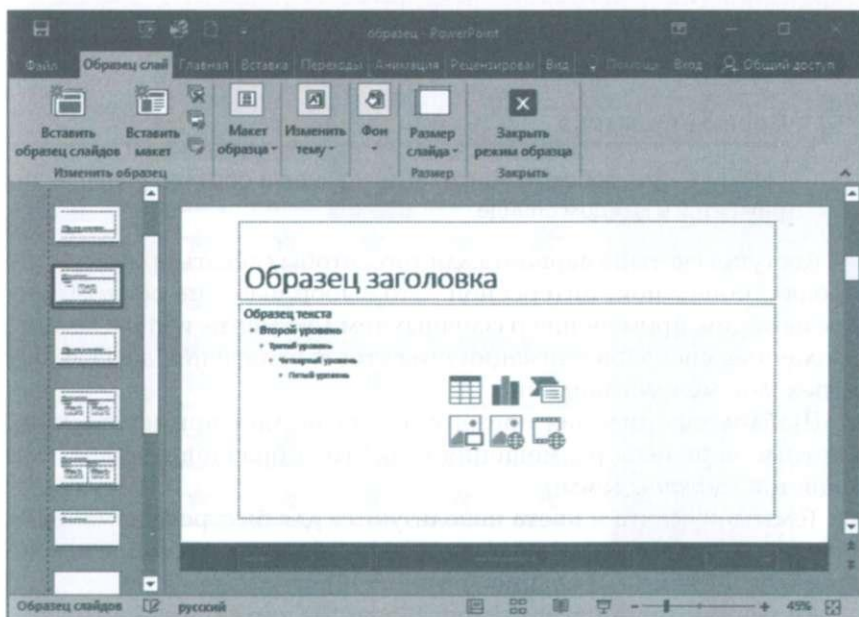 образец - PowerPoint
Файл Образец слай Главная Вставка Переходы Анимация Рецензирован Вид Помощь Вход Общий доступ
Вставить образец слайдов
Вставить макет
Макет образца
Изменить тему
Фон
Размер слайда
Закрыть режим образца
Изменить образец
Размер
Закрыть
Образец заголовка
Образец текста
Второй уровень
Третий уровень
Четвертый уровень
Пятый уровень
Образец слайдов русский 45%